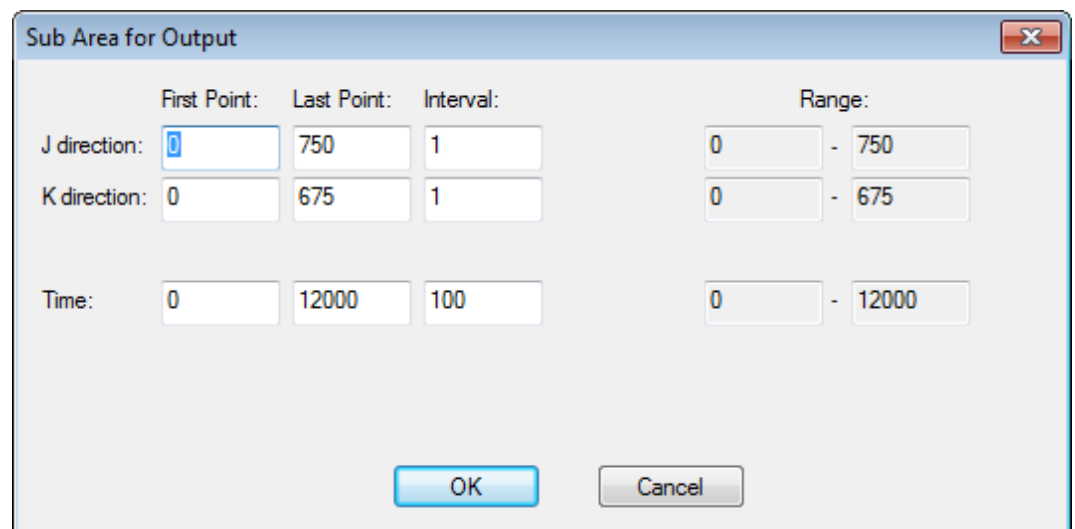 Sub Area for Output
First Point: Last Point: Interval: Range:
J direction: 0 750 1 0 - 750
K direction: 0 675 1 0 - 675
Time: 0 12000 100 0 - 12000
OK Cancel